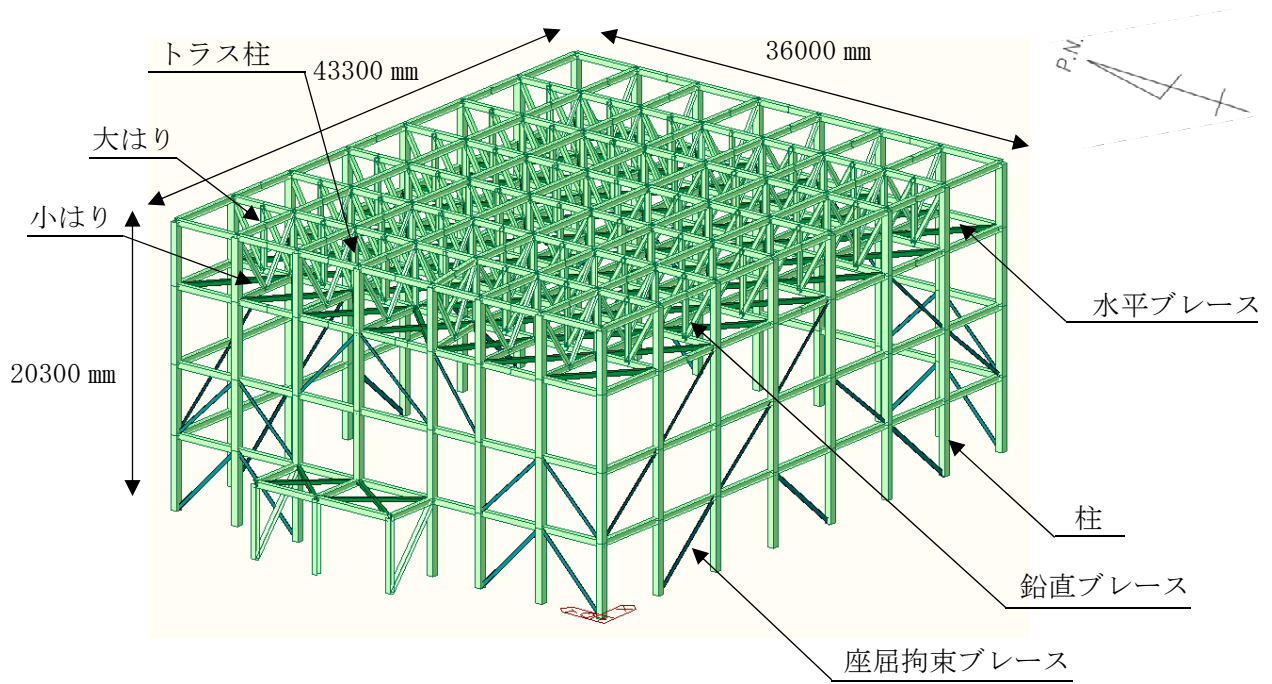 トラス柱
43300 ㎜
36000 ㎜
P.N.
大はり
小はり
20300 ㎜
水平ブレース
柱
鉛直ブレース
座屈拘束ブレース